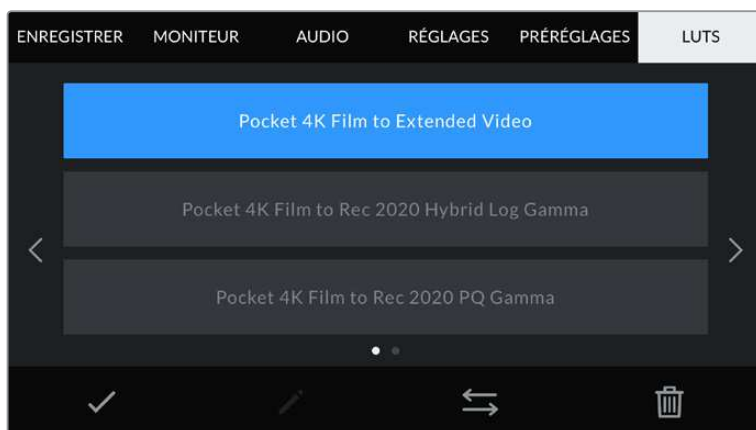 ENREGISTRER MONITEUR AUDIO RÉGLAGES PRÉRÉGLAGES LUTS
Pocket 4K Film to Extended Video
Pocket 4K Film to Rec 2020 Hybrid Log Gamma
Pocket 4K Film to Rec 2020 PQ Gamma